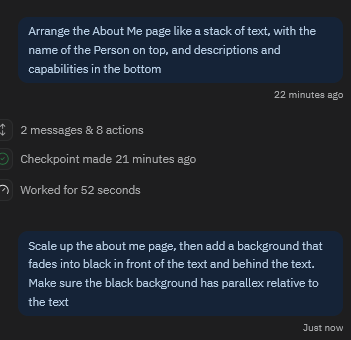 Arrange the About Me page like a stack of text, with the
name of the Person on top, and descriptions and
capabilities in the bottom
22 minutes ago
2 messages & 8 actions
Checkpoint made 21 minutes ago
Worked for 52 seconds
Scale up the about me page, then add a background that
fades into black in front of the text and behind the text.
Make sure the black background has parallex relative to
the text
Just now